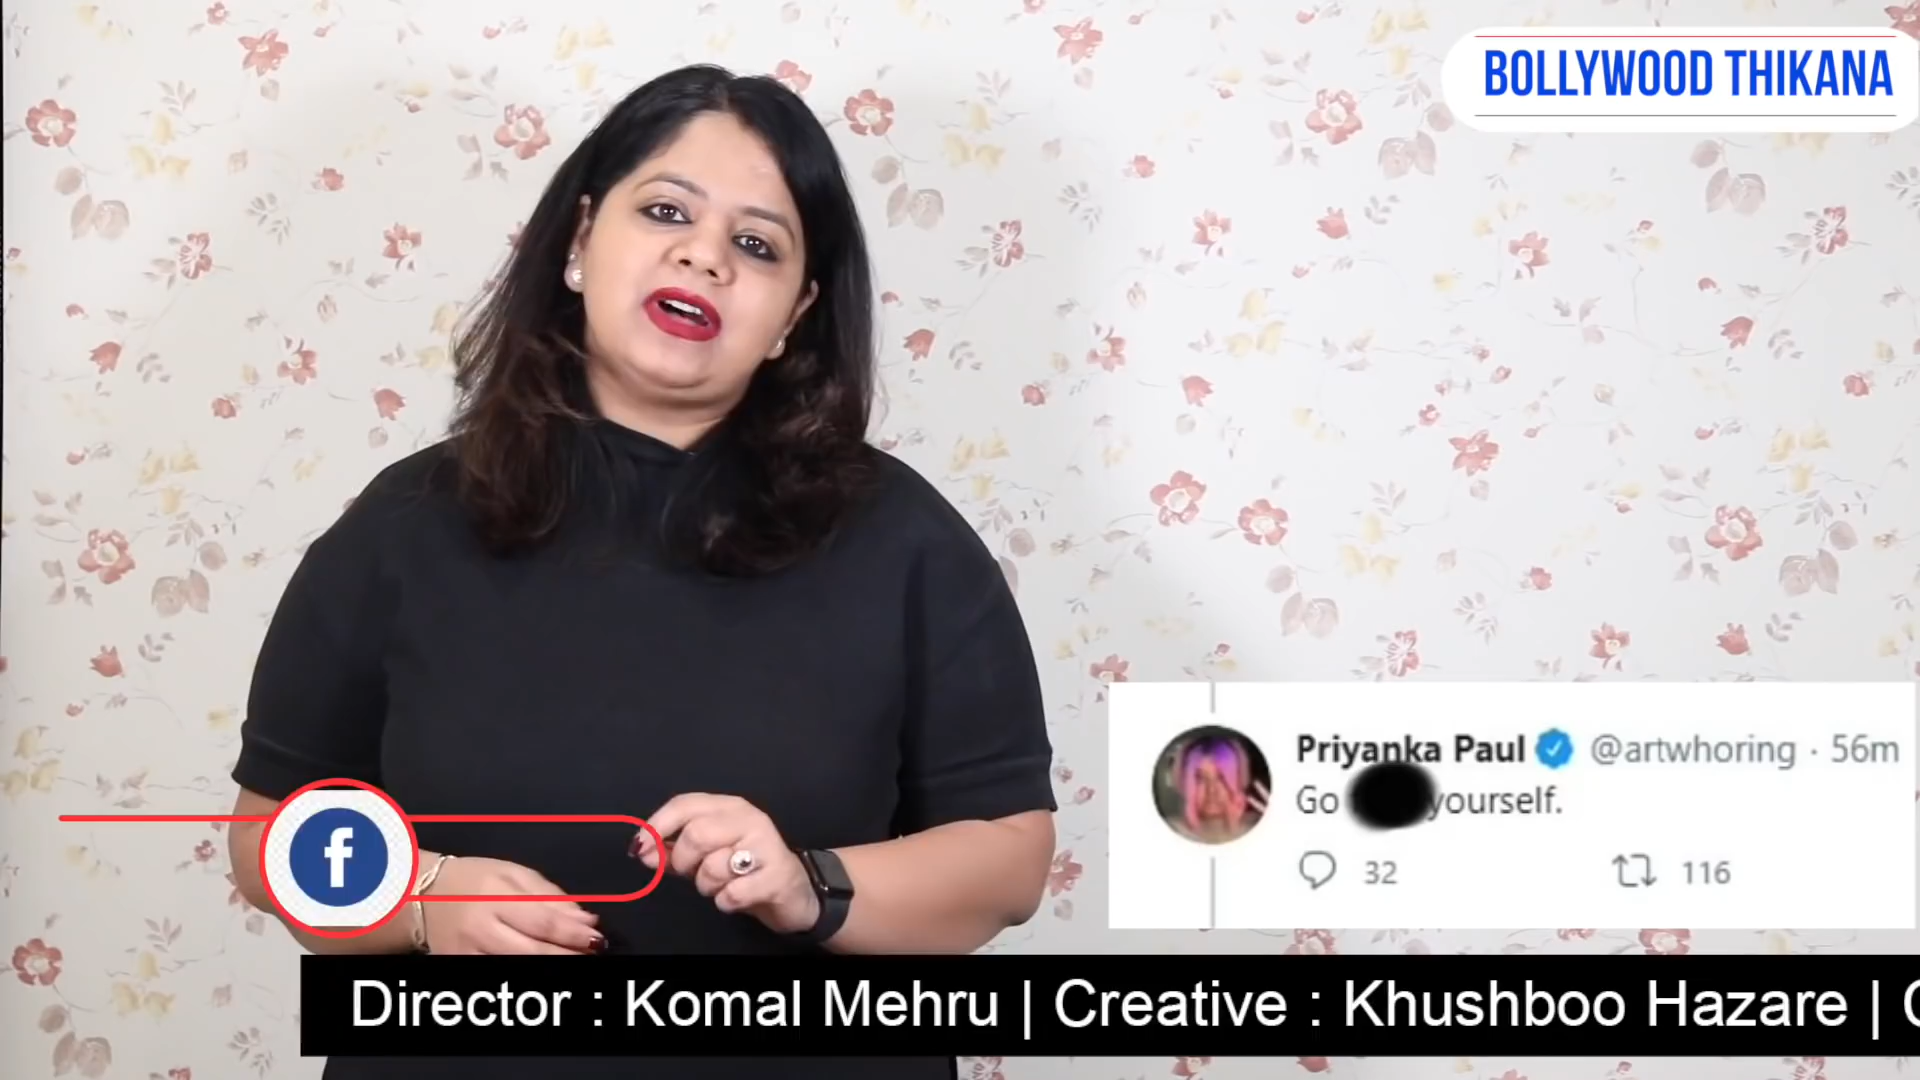 BOLLYWOOD THIKANA
Priyanka Paul @artwhoring · 56m
Go yourself.
32 116
f
Director : Komal Mehru | Creative : Khushboo Hazare |